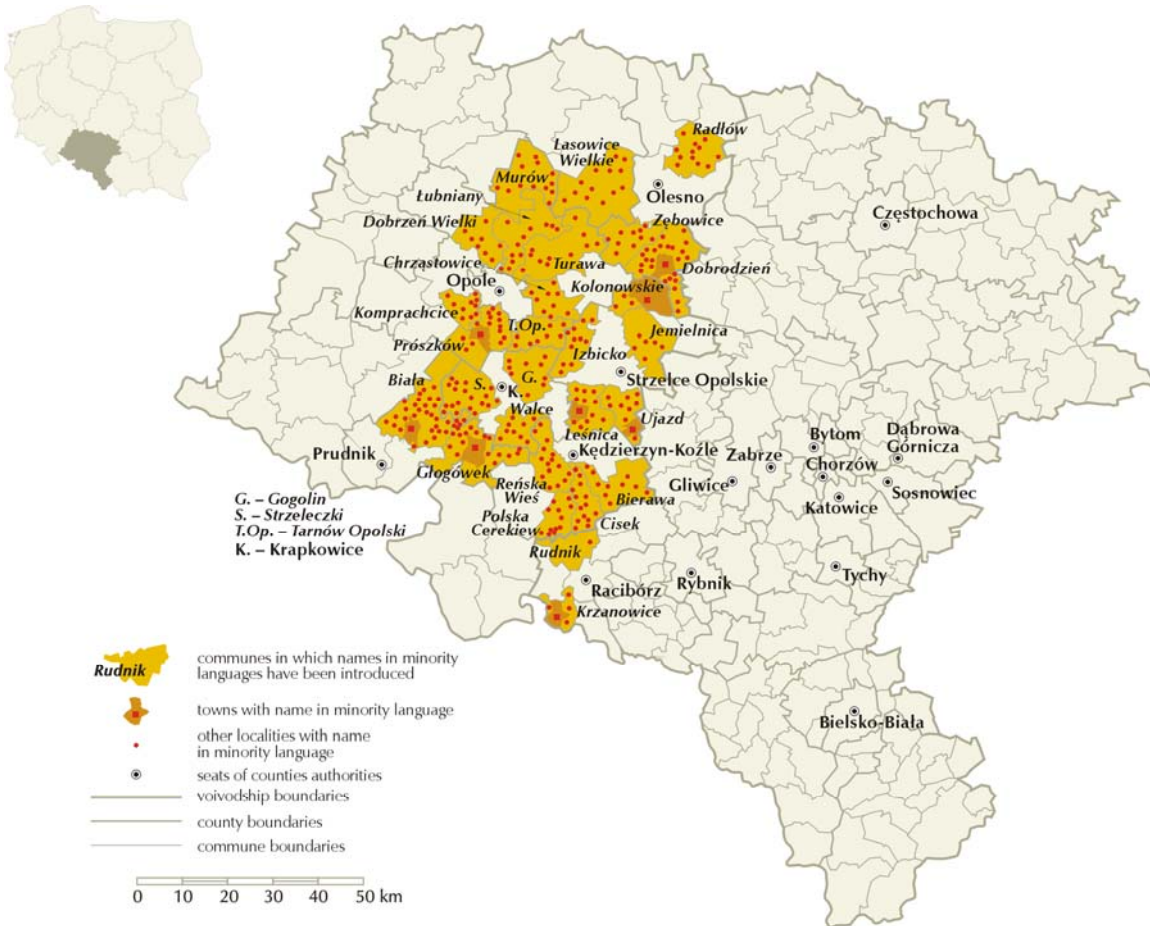 Radłów
Lasowice
Wielkie
Murów
Olesno
Łubniany
Częstochowa
Dobrzeń Wielki
Zębowice
Chrząstowice
Turawa
Dobrodzień
Opole
Kolonowskie
Komprachcice
T.Op.
Jemielnica
Prószków
Izbicko
Biała
S.
G.
Strzelce Opolskie
K.
Walce
Ujazd
Leśnica
Bytom
Dąbrowa
Górnicza
Prudnik
Kędzierzyn-Koźle
Zabrze
Chorzów
Głogówek
Gliwice
Sosnowiec
Reńska
Wieś
Bierawa
Katowice
G. – Gogolin
S. – Strzeleczki
T.Op. – Tarnów Opolski
K. – Krapkowice
Polska
Cerekiew
Cisek
Rudnik
Tychy
Racibórz
Rybnik
Krzanowice
Rudnik
communes in which names in minority
languages have been introduced
towns with name in minority language
other localities with name
in minority language
seats of counties authorities
voivodship boundaries
county boundaries
commune boundaries
0 10 20 30 40 50 km
Bielsko-Biała